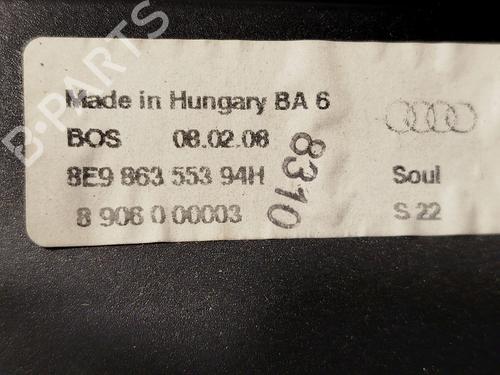 Made in Hungary BA 6
BOS 08.02.08
8E9 863 553 94H Soul
8 906 0 00003 S 22
8310
B-PARTS